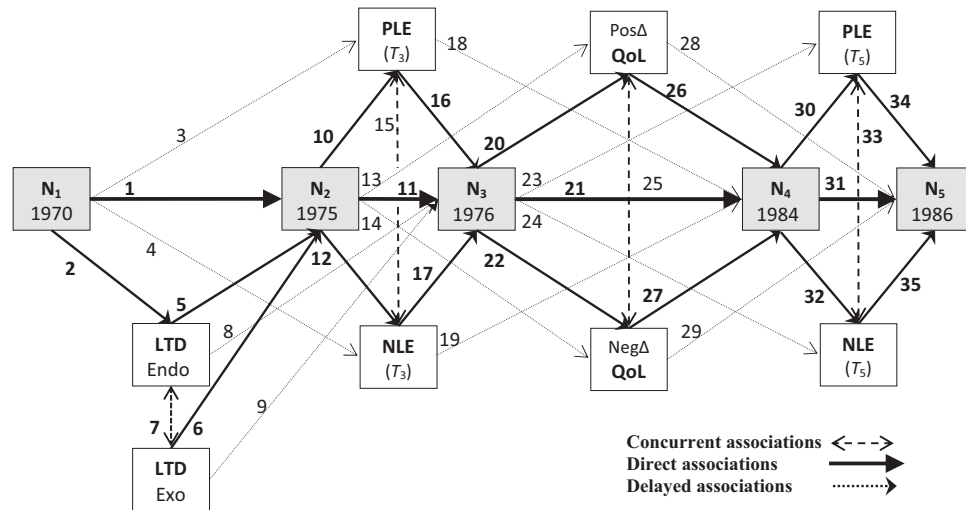 PLE
(T3)
18
PosΔ
QoL
28
PLE
(T5)
3
10
15
16
20
26
30
33
34
N1
1970
1
N2
1975
13
11
14
N3
1976
23
21
25
24
N4
1984
31
N5
1986
2
4
5
12
17
22
27
32
35
LTD
Endo
8
NLE
(T3)
19
NegΔ
QoL
29
NLE
(T5)
9
7
6
LTD
Exo
Concurrent associations
Direct associations
Delayed associations